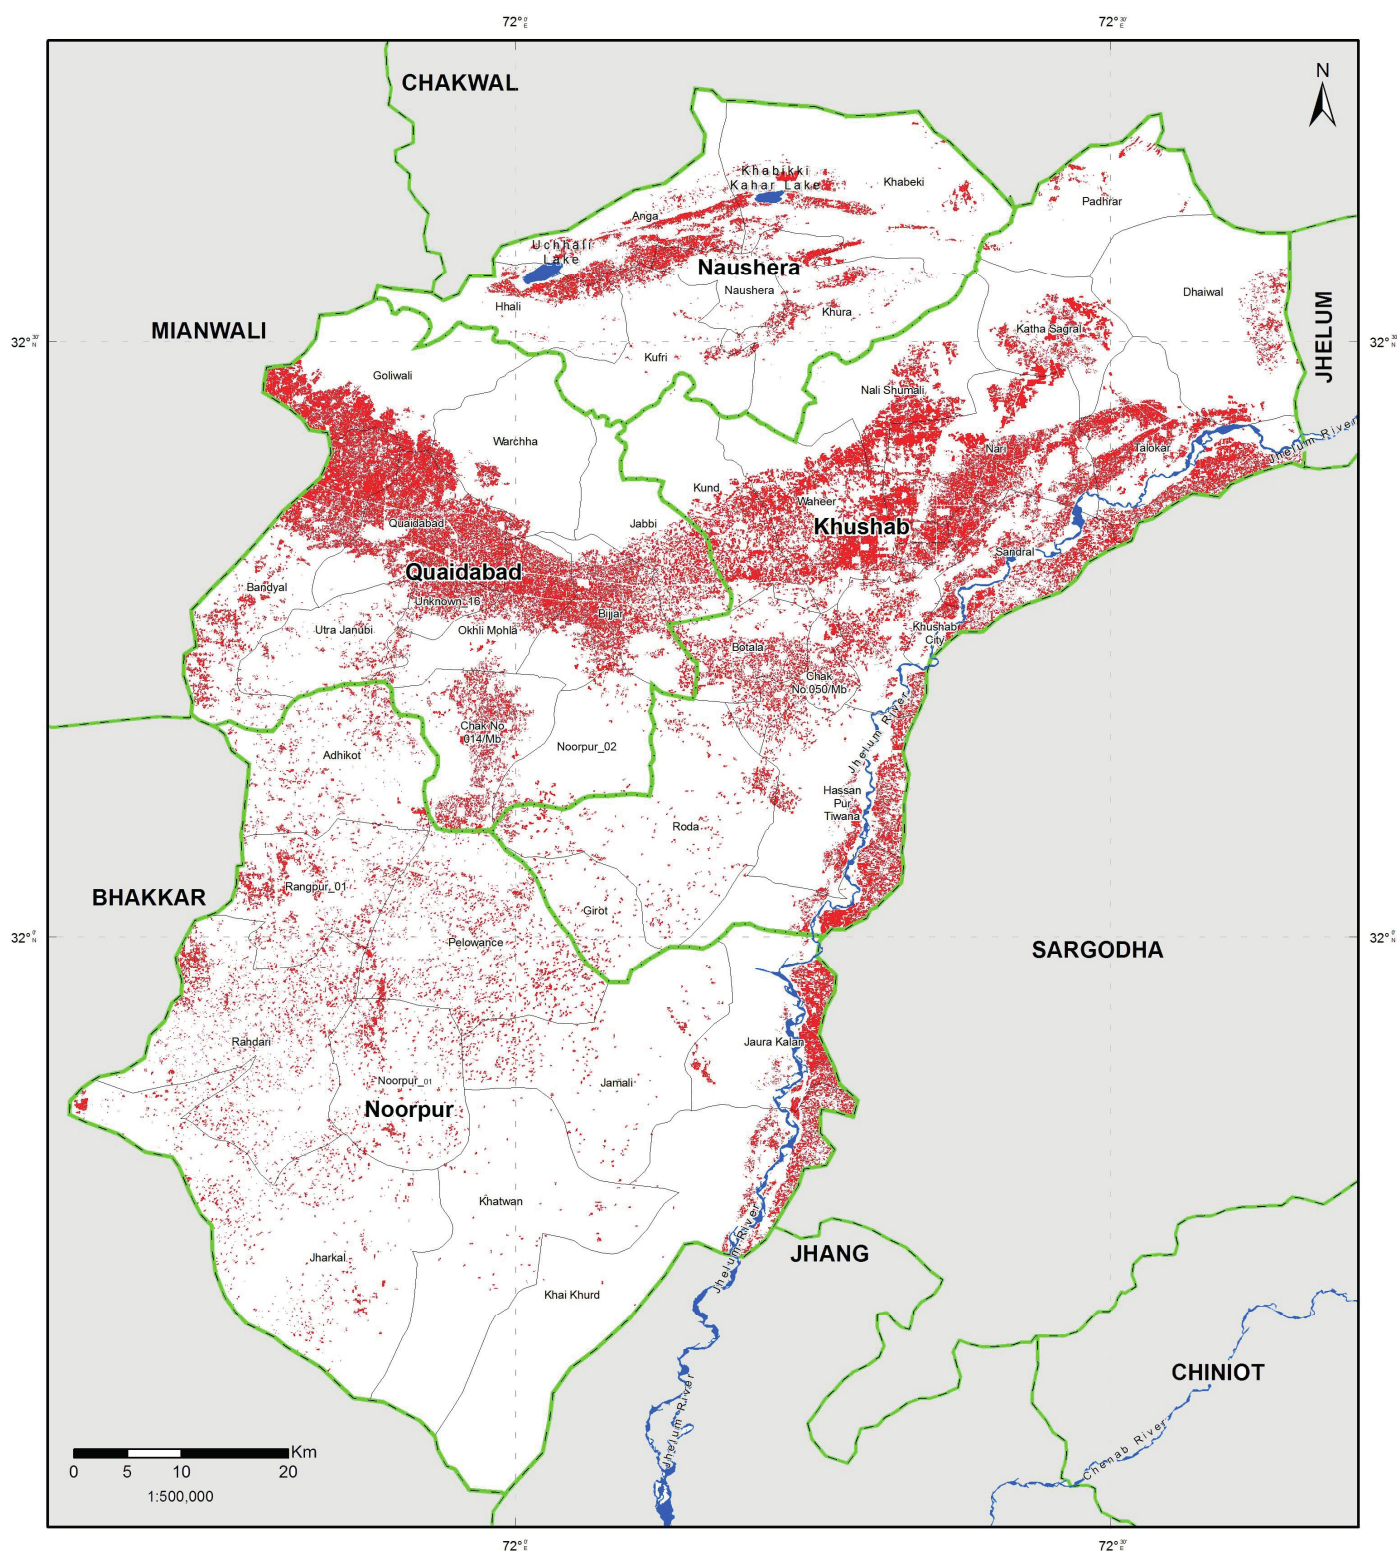 72° 0' E
72° 30' E
N
CHAKWAL
Khabikki
Kahar Lake
Khabeki
Padhrar
Anga
Uchhali
Lake
Naushera
Naushera
Dhaiwal
Hhali
Khura
MIANWALI
JHELUM
Katha Sagral
32° 30' N
32° 30' N
Kufri
Goliwali
Nali Shumali
Warchha
Nari
Talokar
Jhelum River
Kund
Waheer
Jabbi
Quaidabad
Khushab
Sandral
Quaidabad
Bandyal
Unknown_16
Bijjar
Utra Janubi
Okhli Mohla
Khushab
City
Botala
Chak
No.050/Mb
Jhelum River
Chak No
014/Mb
Noorpur_02
Adhikot
Hassan
Pur
Tiwana
Roda
Rangpur_01
BHAKKAR
Girot
32° 0' N
32° 0' N
Pelowance
SARGODHA
Rahdari
Jaura Kalan
Noorpur_01
Jamali
Noorpur
Khatwan
Jhelum River
Jharkal
JHANG
Khai Khurd
CHINIOT
Jhelum River
Chenab River
Km
0 5 10 20
1:500,000
72° 0' E
72° 30' E